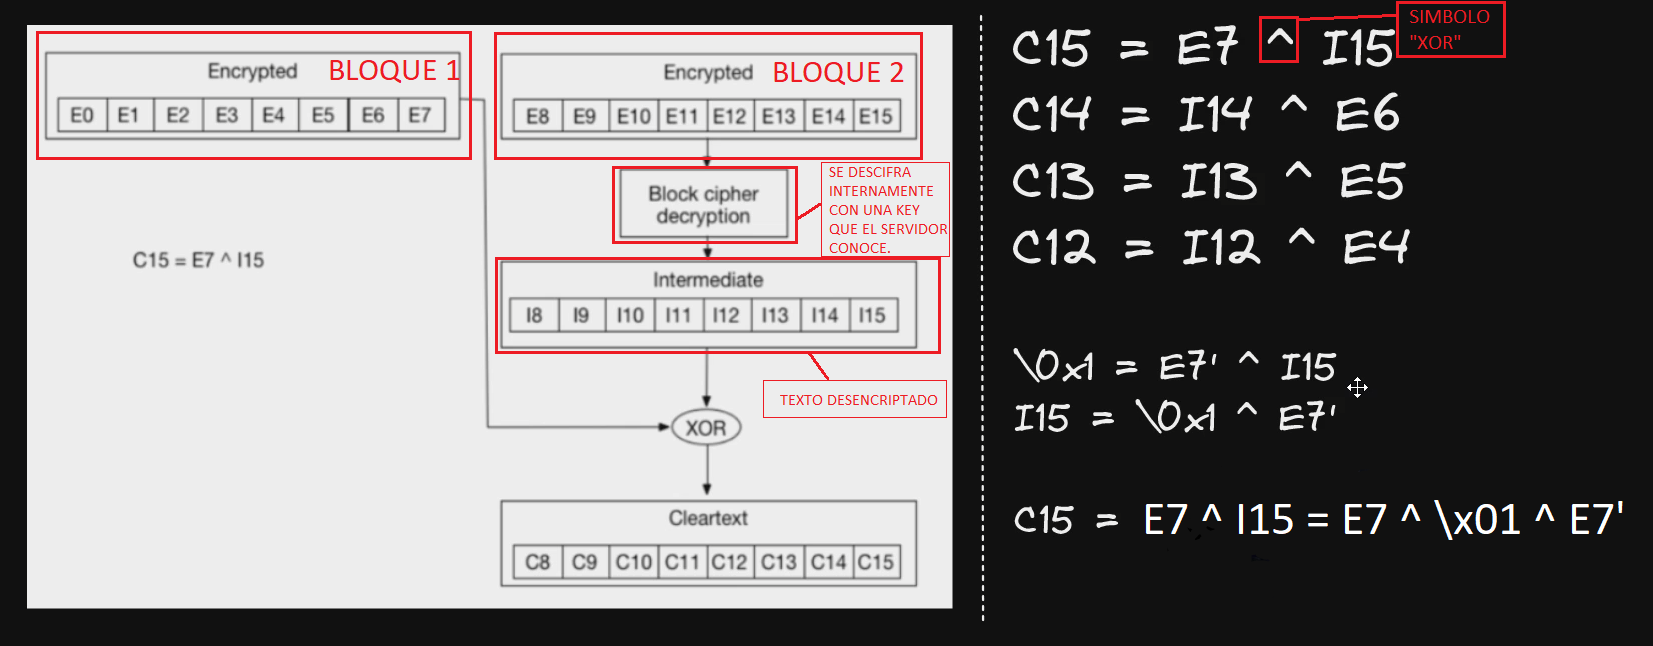 Encrypted BLOQUE 1
E0 E1 E2 E3 E4 E5 E6 E7
Encrypted BLOQUE 2
E8 E9 E10 E11 E12 E13 E14 E15
Block cipher
decryption
SE DESCIFRA
INTERNAMENTE
CON UNA KEY
QUE EL SERVIDOR
CONOCE.
C15 = E7 ^ I15
Intermediate
I8 I9 I10 I11 I12 I13 I14 I15
TEXTO DESENCRIPTADO
XOR
Cleartext
C8 C9 C10 C11 C12 C13 C14 C15
C15 = E7 ^ I15
SIMBOLO
"XOR"
C14 = I14 ^ E6
C13 = I13 ^ E5
C12 = I12 ^ E4
\0x1 = E7' ^ I15
I15 = \0x1 ^ E7'
C15 = E7 ^ I15 = E7 ^ \x01 ^ E7'